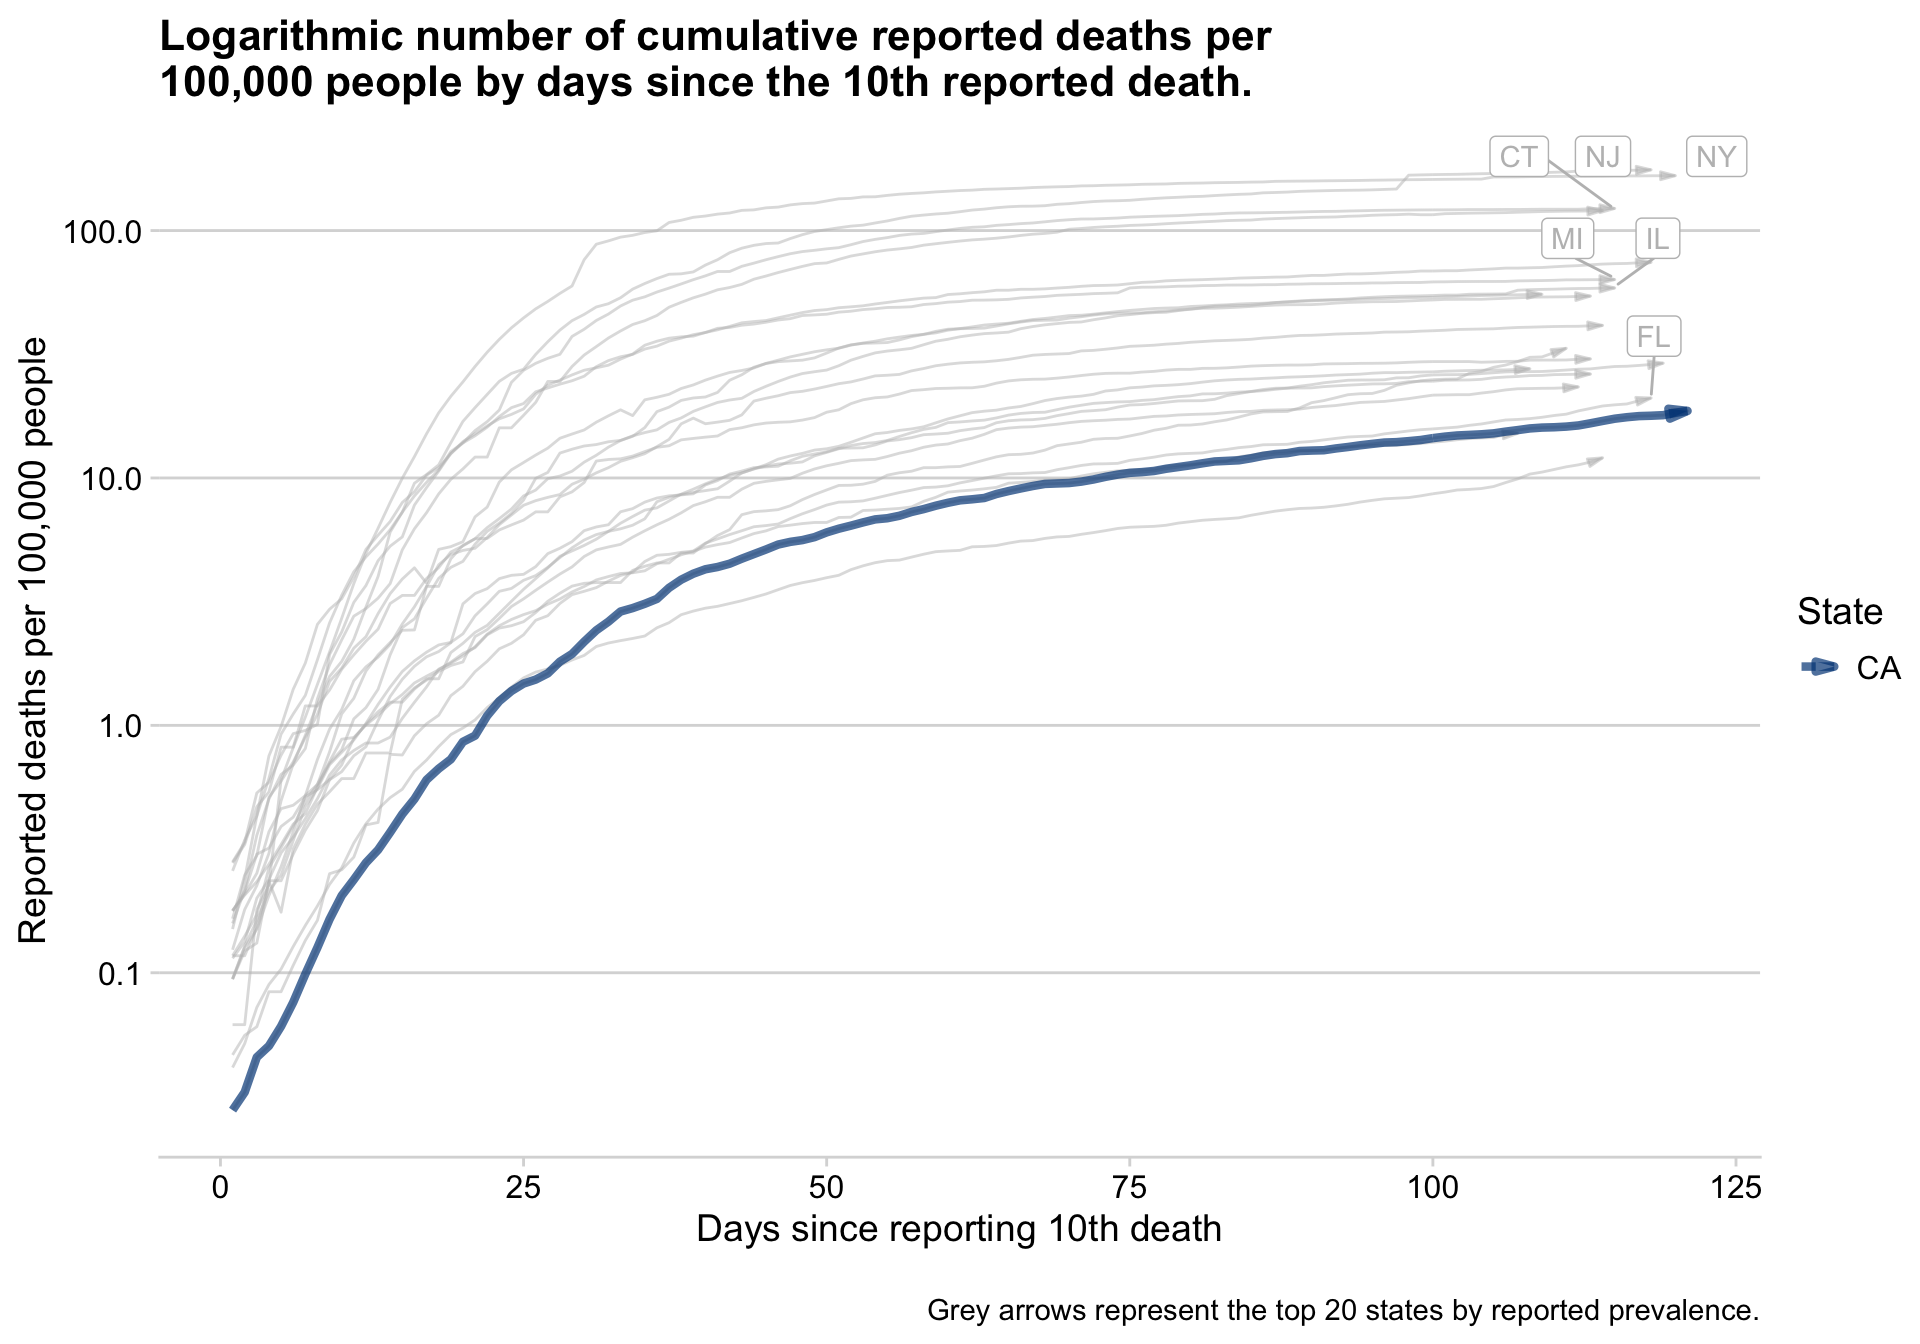 Logarithmic number of cumulative reported deaths per
100,000 people by days since the 10th reported death.
CT NJ NY
MI IL
FL
100.0
10.0
1.0
0.1
Reported deaths per 100,000 people
0 25 50 75 100 125
Days since reporting 10th death
State
CA
Grey arrows represent the top 20 states by reported prevalence.